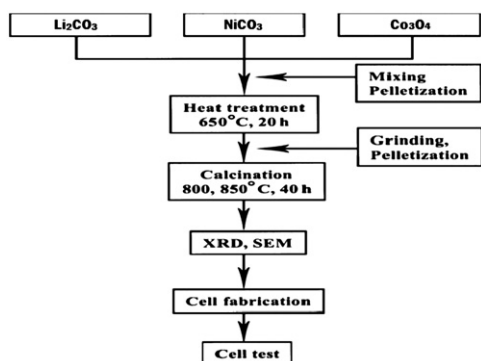 Li₂CO₃ NiCO₃ Co₃O₄
Mixing
Pelletization
Heat treatment
650°C, 20 h
Grinding,
Pelletization
Calcination
800, 850°C, 40 h
XRD, SEM
Cell fabrication
Cell test